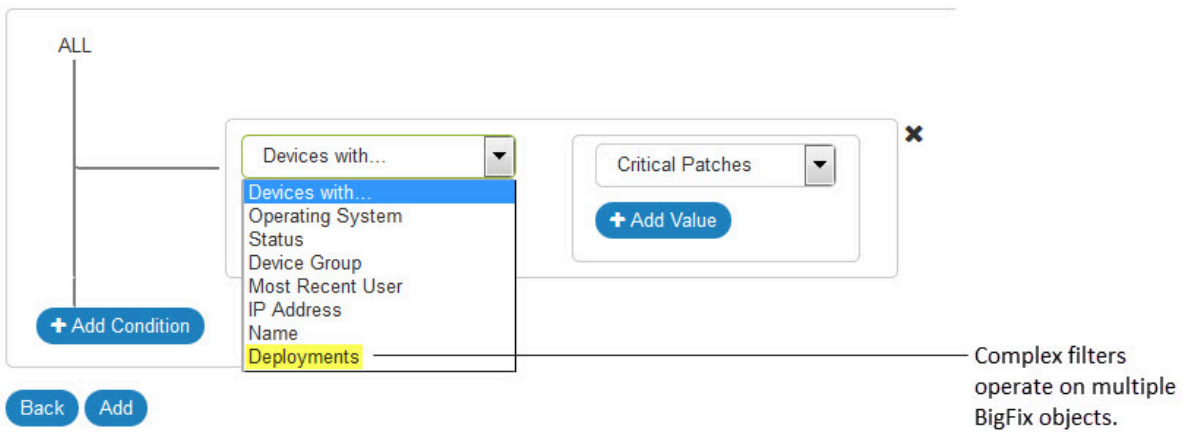 ALL
Devices with...
Critical Patches
Devices with...
Operating System
Status
Device Group
Most Recent User
IP Address
Name
Deployments
+ Add Value
+ Add Condition
Complex filters
operate on multiple
BigFix objects.
Back
Add